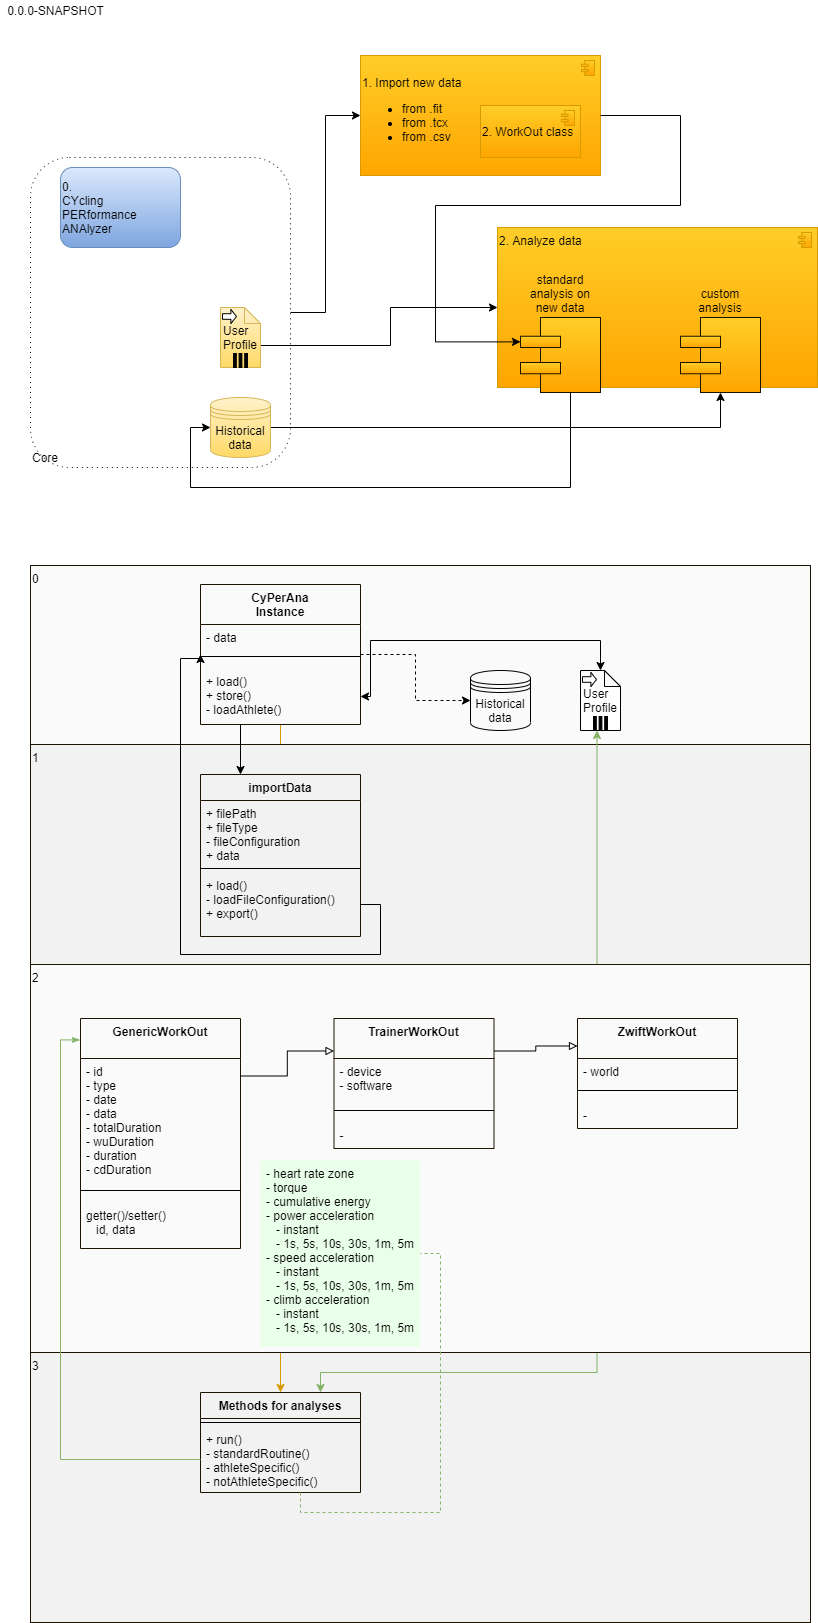 0.0.0-SNAPSHOT
1. Import new data
from .fit
from .tcx
from .csv
2. WorkOut class
0.
CYcling
PERformance
ANAlyzer
2. Analyze data
standard
analysis on
new data
custom
analysis
User
Profile
Historical
data
Core
0
CyPerAna
Instance
- data
+ load()
+ store()
- loadAthlete()
Historical
data
User
Profile
1
importData
+ filePath
+ fileType
- fileConfiguration
+ data
+ load()
- loadFileConfiguration()
+ export()
2
GenericWorkOut
- id
- type
- date
- data
- totalDuration
- wuDuration
- duration
- cdDuration
getter()/setter()
id, data
TrainerWorkOut
- device
- software
-
ZwiftWorkOut
- world
-
- heart rate zone
- torque
- cumulative energy
- power acceleration
- instant
- 1s, 5s, 10s, 30s, 1m, 5m
- speed acceleration
- instant
- 1s, 5s, 10s, 30s, 1m, 5m
- climb acceleration
- instant
- 1s, 5s, 10s, 30s, 1m, 5m
3
Methods for analyses
+ run()
- standardRoutine()
- athleteSpecific()
- notAthleteSpecific()